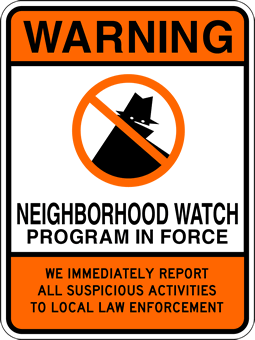 WARNING
NEIGHBORHOOD WATCH
PROGRAM IN FORCE
WE IMMEDIATELY REPORT
ALL SUSPICIOUS ACTIVITIES
TO LOCAL LAW ENFORCEMENT